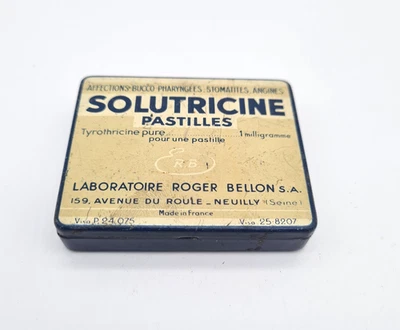 AFFECTIONS BUCCO-PHARYNGÉES, STOMATITES, ANGINES
SOLUTRICINE
PASTILLES
Tyrothricine pure 1 milligramme
pour une pastille
RB
LABORATOIRE ROGER BELLON S.A.
159, AVENUE DU ROULE - NEUILLY (Seine)
Made in France
Visa P. 24.075 Visa 25-8207